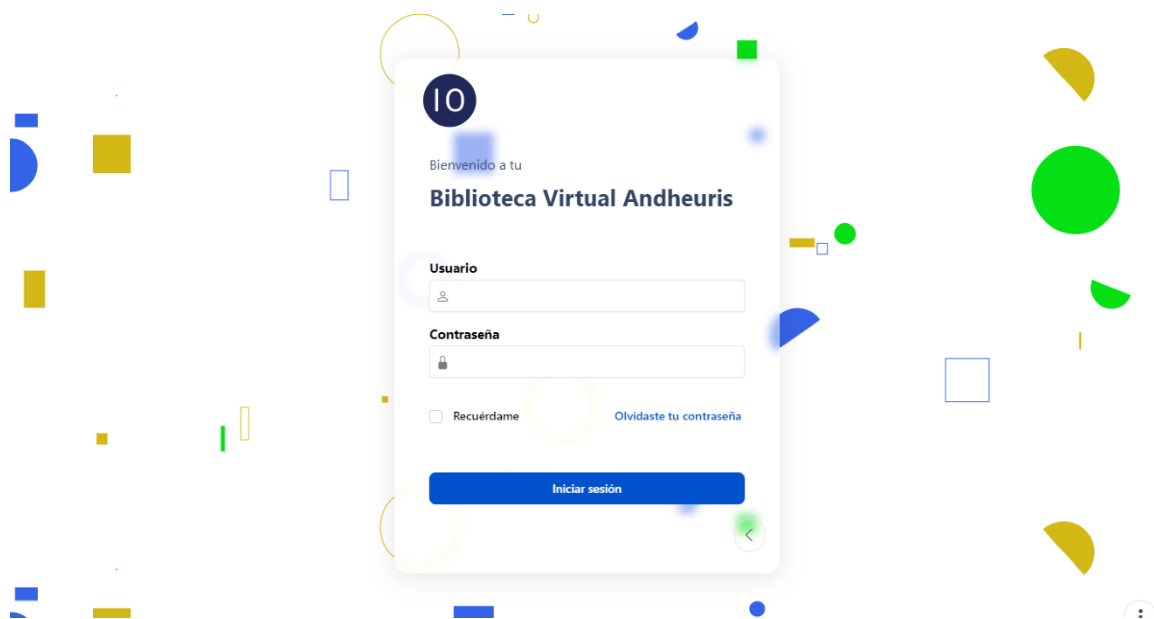 IO
Bienvenido a tu
Biblioteca Virtual Andheuris
Usuario
Contraseña
Recuérdame Olvidaste tu contraseña
Iniciar sesión